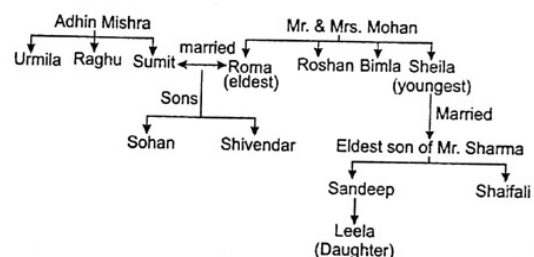 Adhin Mishra
Mr. & Mrs. Mohan
married
Urmila Raghu Sumit Roma Roshan Bimla Sheila
(eldest) (youngest)
Sons
Married
Sohan Shivendar
Eldest son of Mr. Sharma
Sandeep Shaifali
Leela
(Daughter)